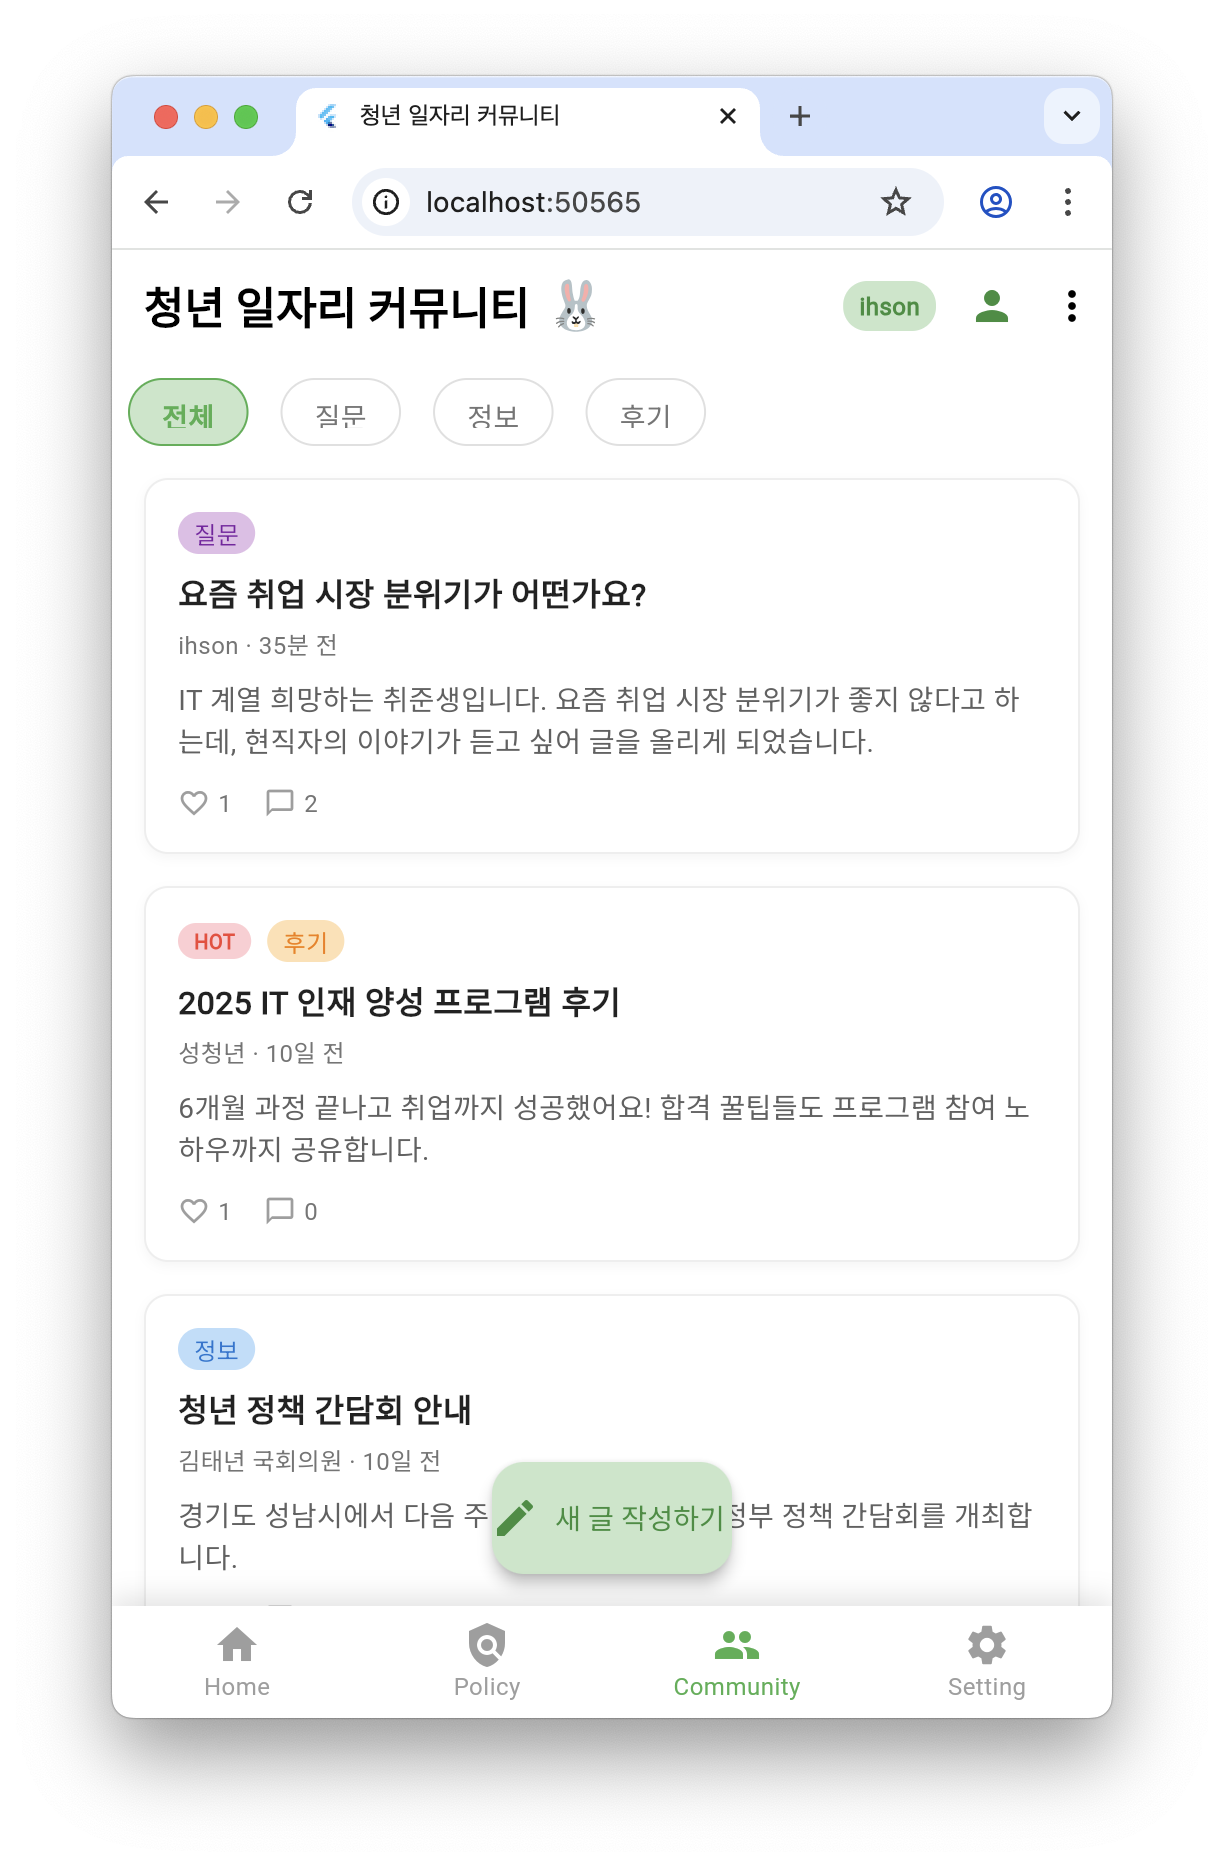 청년 일자리 커뮤니티
localhost:50565
청년 일자리 커뮤니티 🐰
ihson
전체
질문
정보
후기
질문
요즘 취업 시장 분위기가 어떤가요?
ihson · 35분 전
IT 계열 희망하는 취준생입니다. 요즘 취업 시장 분위기가 좋지 않다고 하
는데, 현직자의 이야기가 듣고 싶어 글을 올리게 되었습니다.
1 2
HOT 후기
2025 IT 인재 양성 프로그램 후기
성청년 · 10일 전
6개월 과정 끝나고 취업까지 성공했어요! 합격 꿀팁들도 프로그램 참여 노
하우까지 공유합니다.
1 0
정보
청년 정책 간담회 안내
김태년 국회의원 · 10일 전
경기도 성남시에서 다음 주 정부 정책 간담회를 개최합
니다.
새 글 작성하기
Home
Policy
Community
Setting